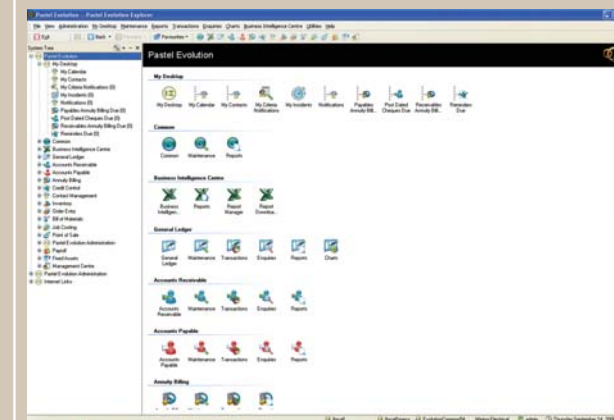 Pastel Evolution - Pastel Evolution Explorer
File View Administration My Desktop Maintenance Reports Transactions Enquiries Charts Business Intelligence Centre Utilities Help
Exit Back Favourites
System Tree
Pastel Evolution
My Desktop
My Calendar
My Contacts
My Criteria Notifications (0)
My Incidents (0)
Notifications (0)
Payables Annuity Billing Due (0)
Post Dated Cheques Due (0)
Receivables Annuity Billing Due (0)
Reminders Due (0)
Common
Business Intelligence Centre
General Ledger
Accounts Receivable
Accounts Payable
Annuity Billing
Credit Control
Contact Management
Inventory
Order Entry
Bill of Materials
Job Costing
Point of Sale
Pastel Evolution Administration
Payroll
Fixed Assets
Management Centre
Pastel Evolution Administration
Internet Links
Pastel Evolution
My Desktop
My Desktop My Calendar My Contacts My Criteria Notifications My Incidents Notifications Payables Annuity Bill... Post Dated Cheques Due Receivables Annuity Bill... Reminders Due
Common
Common Maintenance Reports
Business Intelligence Centre
Business Intelligen... Reports Report Manager Report Downloa...
General Ledger
General Ledger Maintenance Transactions Enquiries Reports Charts
Accounts Receivable
Accounts Receivable Maintenance Transactions Enquiries Reports
Accounts Payable
Accounts Payable Maintenance Transactions Enquiries Reports
Annuity Billing